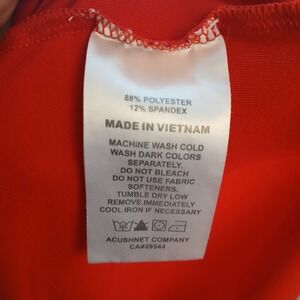 88% POLYESTER
12% SPANDEX
MADE IN VIETNAM
MACHINE WASH COLD
WASH DARK COLORS
SEPARATELY.
DO NOT BLEACH
DO NOT USE FABRIC
SOFTENERS.
TUMBLE DRY LOW
REMOVE IMMEDIATELY
COOL IRON IF NECESSARY
ACUSHNET COMPANY
CA#26544